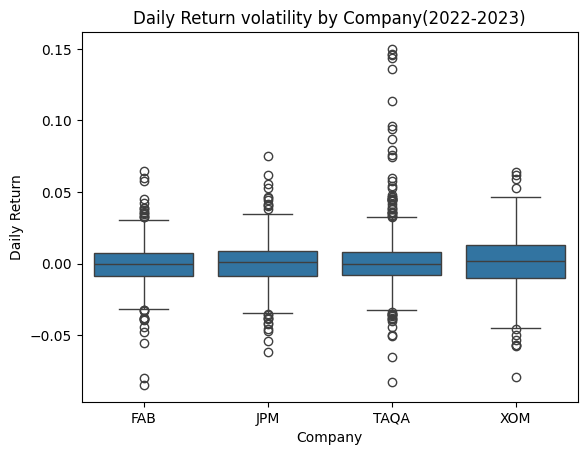 Daily Return volatility by Company(2022-2023)
Daily Return
0.15
0.10
0.05
0.00
−0.05
FAB
JPM
TAQA
XOM
Company